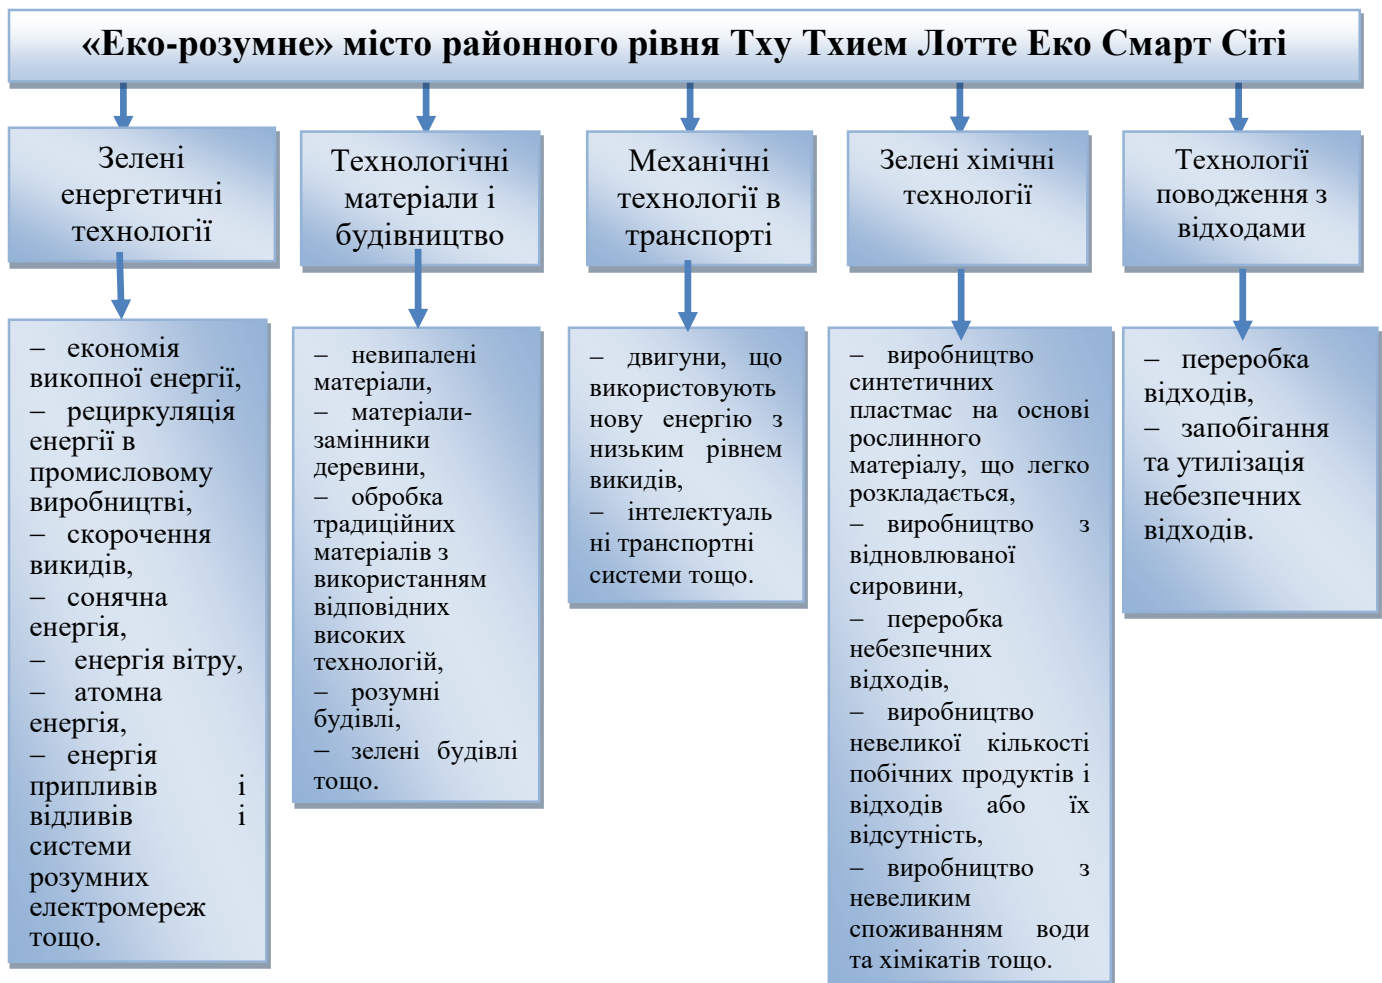 «Еко-розумне» місто районного рівня Тху Тхием Лотте Еко Смарт Сіті
Зелені
енергетичні
технології
Технологічні
матеріали і
будівництво
Механічні
технології в
транспорті
Зелені хімічні
технології
Технології
поводження з
відходами
– економія
викопної енергії,
– рециркуляція
енергії в
промисловому
виробництві,
– скорочення
викидів,
– сонячна
енергія,
– енергія вітру,
– атомна
енергія,
– енергія
припливів і
відливів і
системи
розумних
електромереж
тощо.
– невипалені
матеріали,
– матеріали-
замінники
деревини,
– обробка
традиційних
матеріалів з
використанням
відповідних
високих
технологій,
– розумні
будівлі,
– зелені будівлі
тощо.
– двигуни, що
використовують
нову енергію з
низьким рівнем
викидів,
– інтелектуаль
ні транспортні
системи тощо.
– виробництво
синтетичних
пластмас на основі
рослинного
матеріалу, що легко
розкладається,
– виробництво з
відновлюваної
сировини,
– переробка
небезпечних
відходів,
– виробництво
невеликої кількості
побічних продуктів і
відходів або їх
відсутність,
– виробництво з
невеликим
споживанням води
та хімікатів тощо.
– переробка
відходів,
– запобігання
та утилізація
небезпечних
відходів.